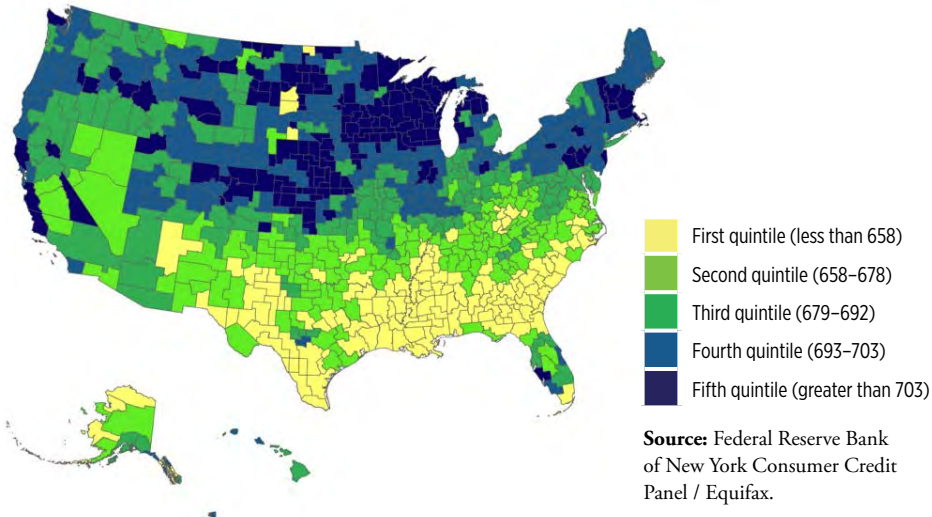 First quintile (less than 658)
Second quintile (658–678)
Third quintile (679–692)
Fourth quintile (693–703)
Fifth quintile (greater than 703)
Source: Federal Reserve Bank
of New York Consumer Credit
Panel / Equifax.